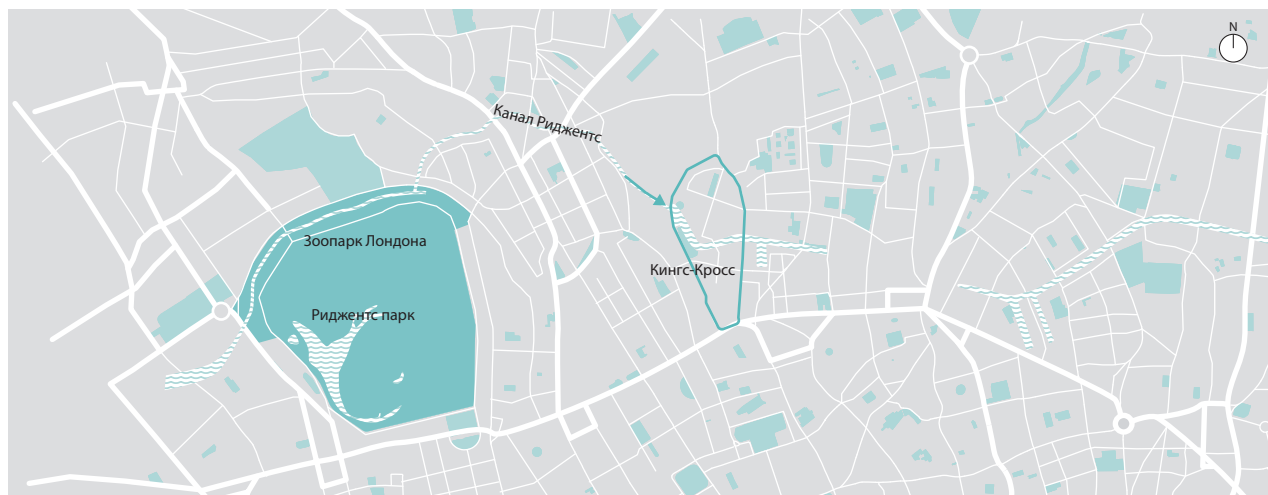 N
Канал Риджентс
Зоопарк Лондона
Кингс-Кросс
Риджентс парк